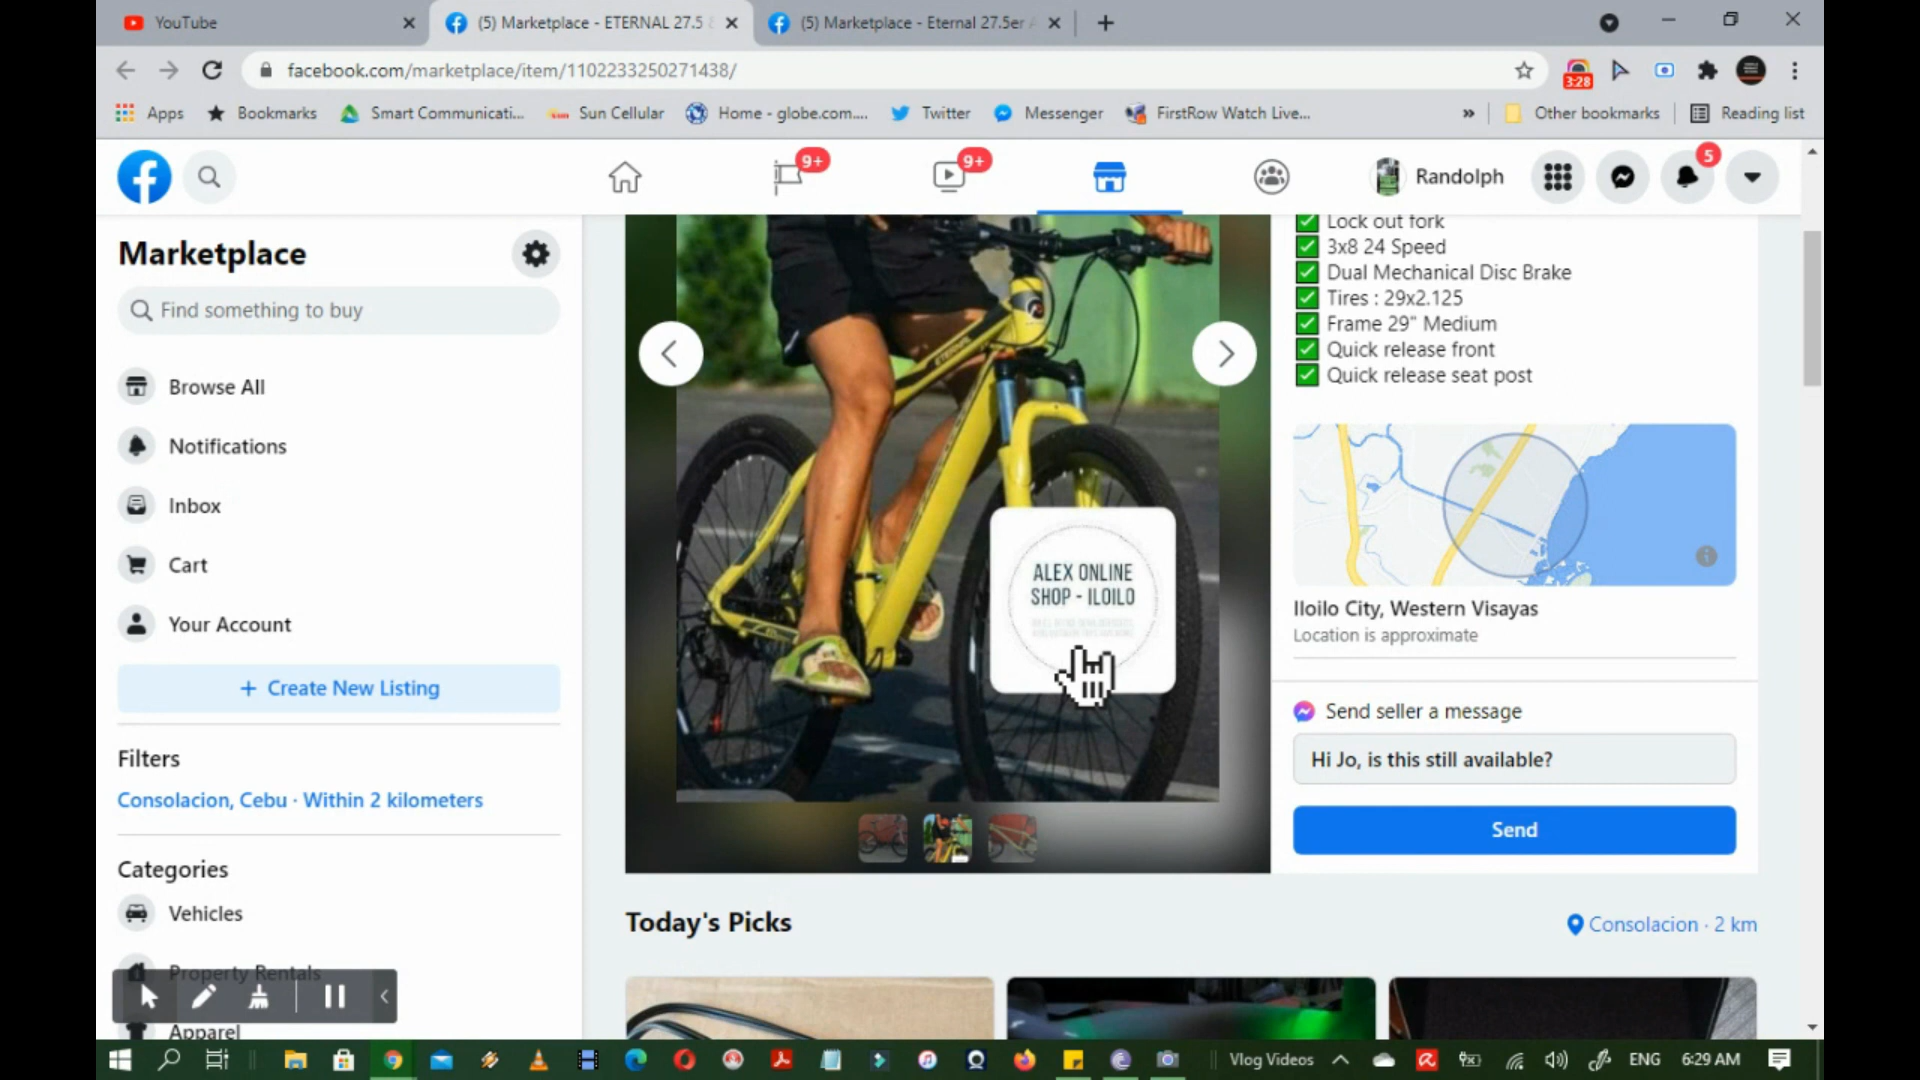 YouTube
(5) Marketplace - ETERNAL 27.5
(5) Marketplace - Eternal 27.5er
facebook.com/marketplace/item/1102233250271438/
3:28
Apps
Bookmarks
Smart Communicati...
Sun Cellular
Home - globe.com....
Twitter
Messenger
FirstRow Watch Live...
»
Other bookmarks
Reading list
9+
9+
Randolph
5
Marketplace
Find something to buy
Browse All
Notifications
Inbox
Cart
Your Account
+ Create New Listing
Filters
Consolacion, Cebu · Within 2 kilometers
Categories
Vehicles
Property Rentals
Apparel
ETERNAL
ALEX ONLINE
SHOP - ILOILO
Lock out fork
3x8 24 Speed
Dual Mechanical Disc Brake
Tires : 29x2.125
Frame 29" Medium
Quick release front
Quick release seat post
Iloilo City, Western Visayas
Location is approximate
Send seller a message
Hi Jo, is this still available?
Send
Today's Picks
Consolacion · 2 km
Vlog Videos
ENG
6:29 AM